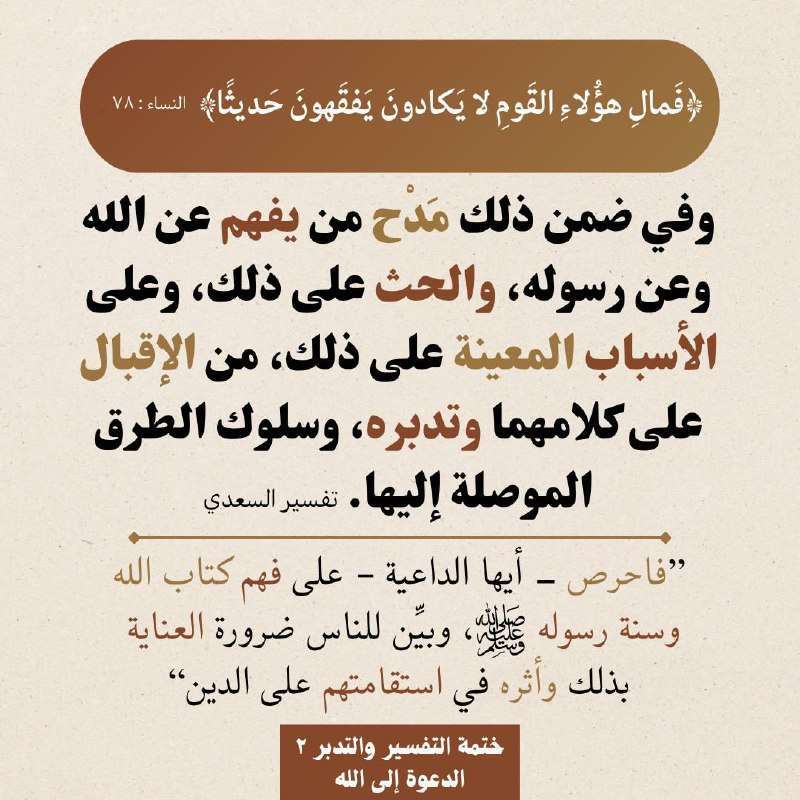 ﴿فَمالِ هؤُلاءِ القَومِ لا يَكادونَ يَفقَهونَ حَديثًا﴾ النساء : ٧٨
وفي ضمن ذلك مَدْح من يفهم عن الله
وعن رسوله، والحث على ذلك، وعلى
الأسباب المعينة على ذلك، من الإقبال
على كلامهما وتدبره، وسلوك الطرق
الموصلة إليها. تفسير السعدي
”فاحرص – أيها الداعية – على فهم كتاب الله
وسنة رسوله ﷺ، وبيِّن للناس ضرورة العناية
بذلك وأثره في استقامتهم على الدين“
ختمة التفسير والتدبر ٢
الدعوة إلى الله